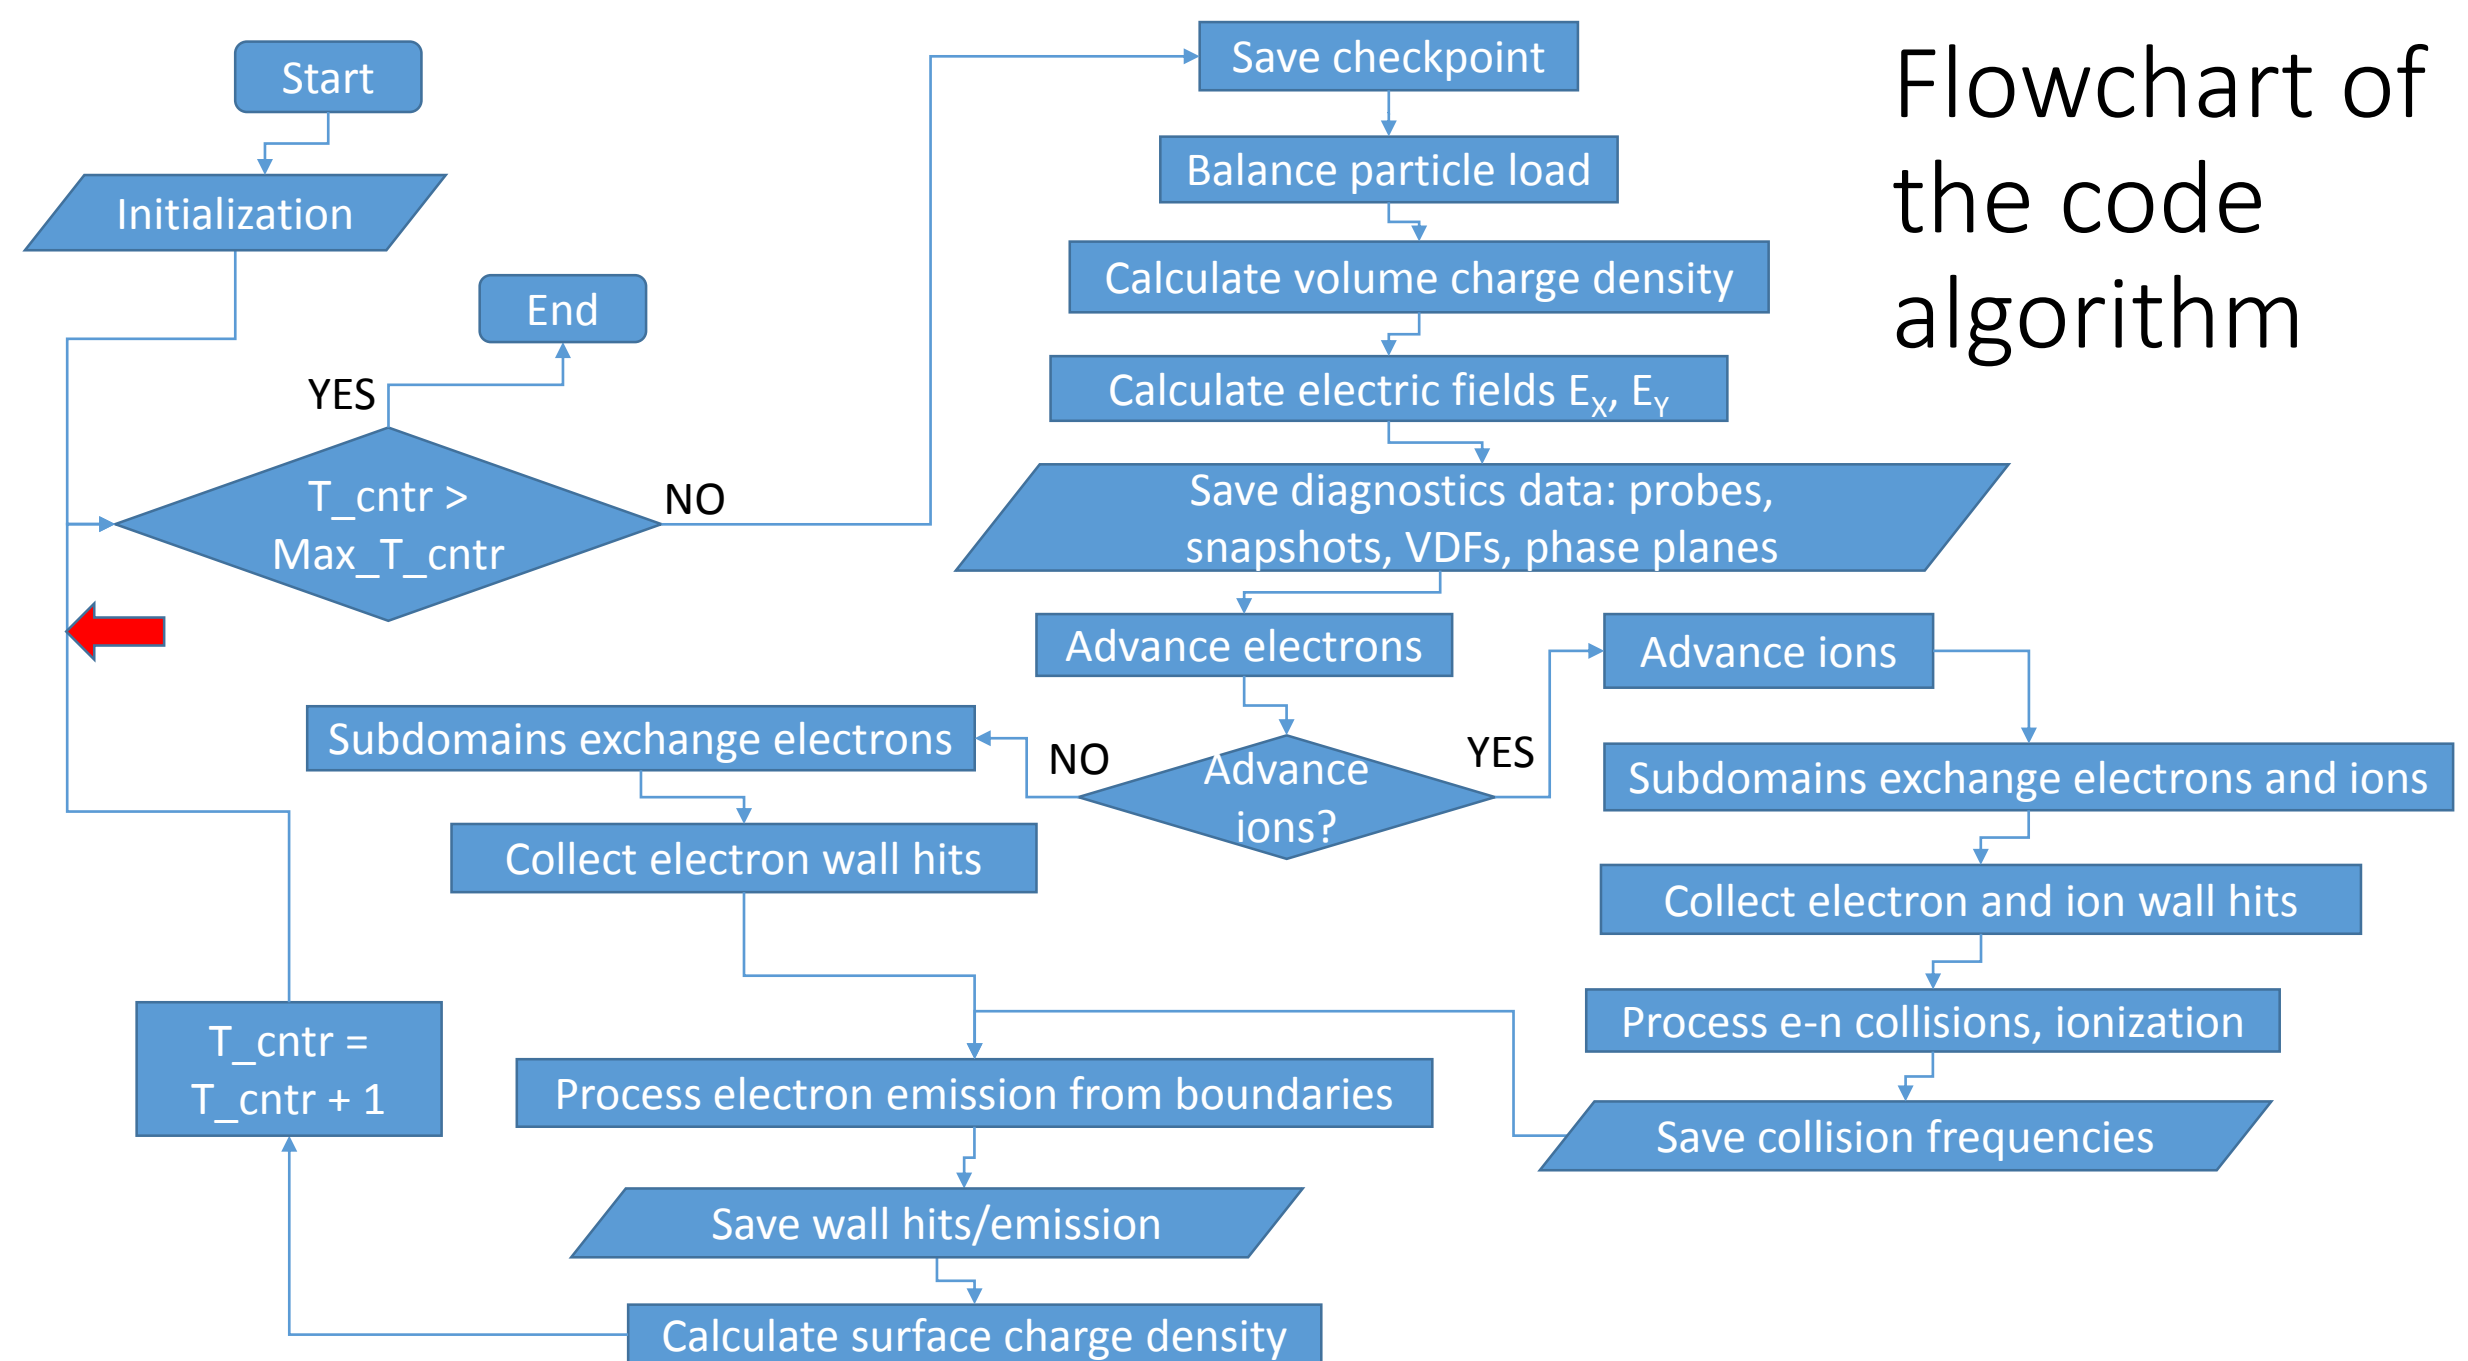 Flowchart of
the code
algorithm
Start
Initialization
End
YES
T_cntr >
Max_T_cntr
NO
Save checkpoint
Balance particle load
Calculate volume charge density
Calculate electric fields E_X, E_Y
Save diagnostics data: probes,
snapshots, VDFs, phase planes
Advance electrons
Advance
ions?
NO
YES
Subdomains exchange electrons
Collect electron wall hits
Advance ions
Subdomains exchange electrons and ions
Collect electron and ion wall hits
Process e-n collisions, ionization
Save collision frequencies
Process electron emission from boundaries
Save wall hits/emission
Calculate surface charge density
T_cntr =
T_cntr + 1